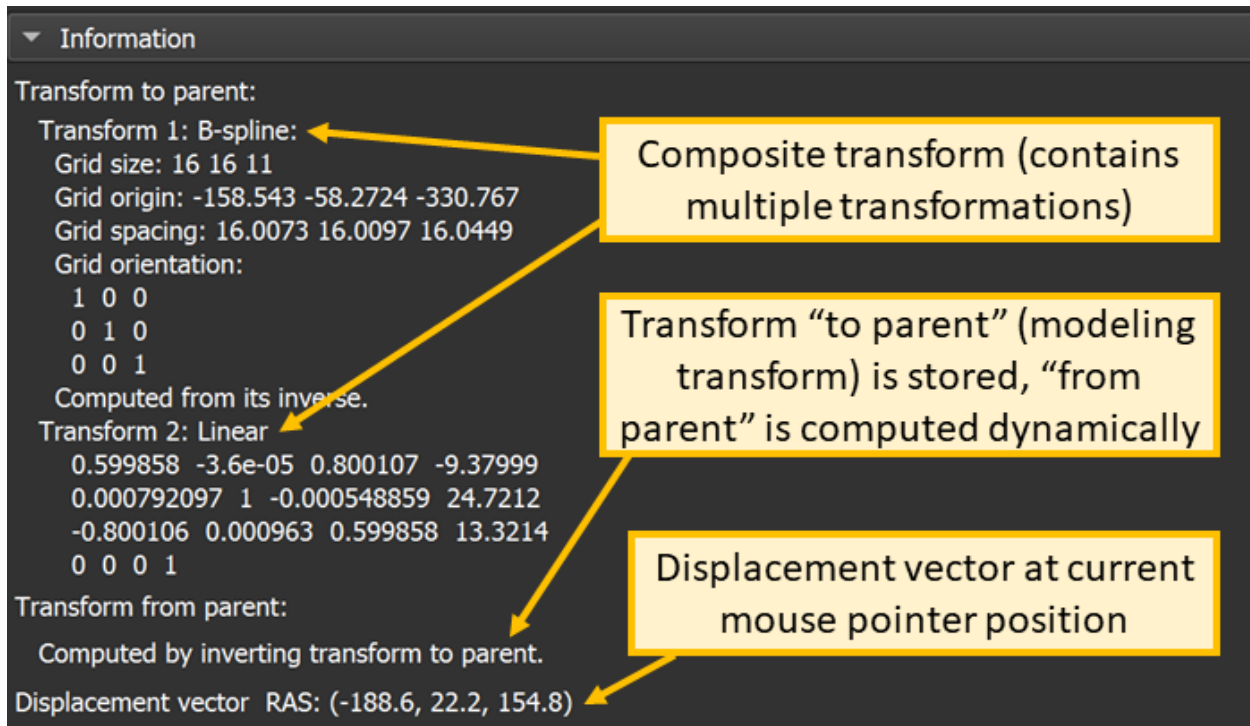 Information
Transform to parent:
Transform 1: B-spline:
Grid size: 16 16 11
Grid origin: -158.543 -58.2724 -330.767
Grid spacing: 16.0073 16.0097 16.0449
Grid orientation:
1 0 0
0 1 0
0 0 1
Computed from its inverse.
Transform 2: Linear
0.599858 -3.6e-05 0.800107 -9.37999
0.000792097 1 -0.000548859 24.7212
-0.800106 0.000963 0.599858 13.3214
0 0 0 1
Transform from parent:
Computed by inverting transform to parent.
Displacement vector RAS: (-188.6, 22.2, 154.8)
Composite transform (contains
multiple transformations)
Transform “to parent” (modeling
transform) is stored, “from
parent” is computed dynamically
Displacement vector at current
mouse pointer position